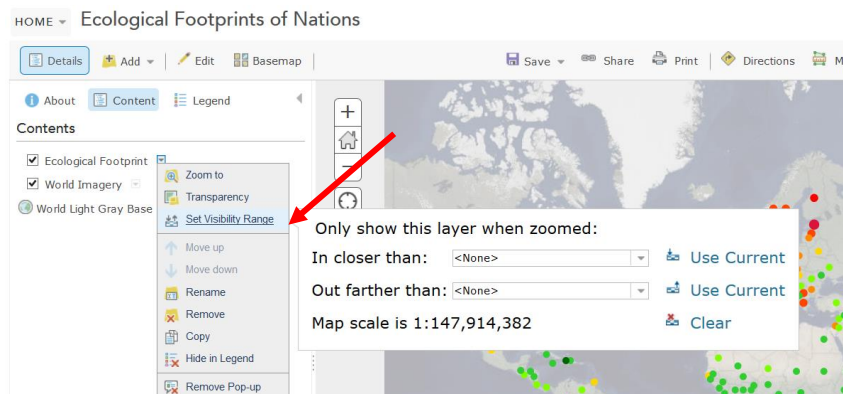 HOME Ecological Footprints of Nations
Details Add Edit Basemap Save Share Print Directions M
About Content Legend
Contents
Ecological Footprint
World Imagery
World Light Gray Base
Zoom to
Transparency
Set Visibility Range
Move up
Move down
Rename
Remove
Copy
Hide in Legend
Remove Pop-up
Only show this layer when zoomed:
In closer than: <None> Use Current
Out farther than: <None> Use Current
Map scale is 1:147,914,382 Clear